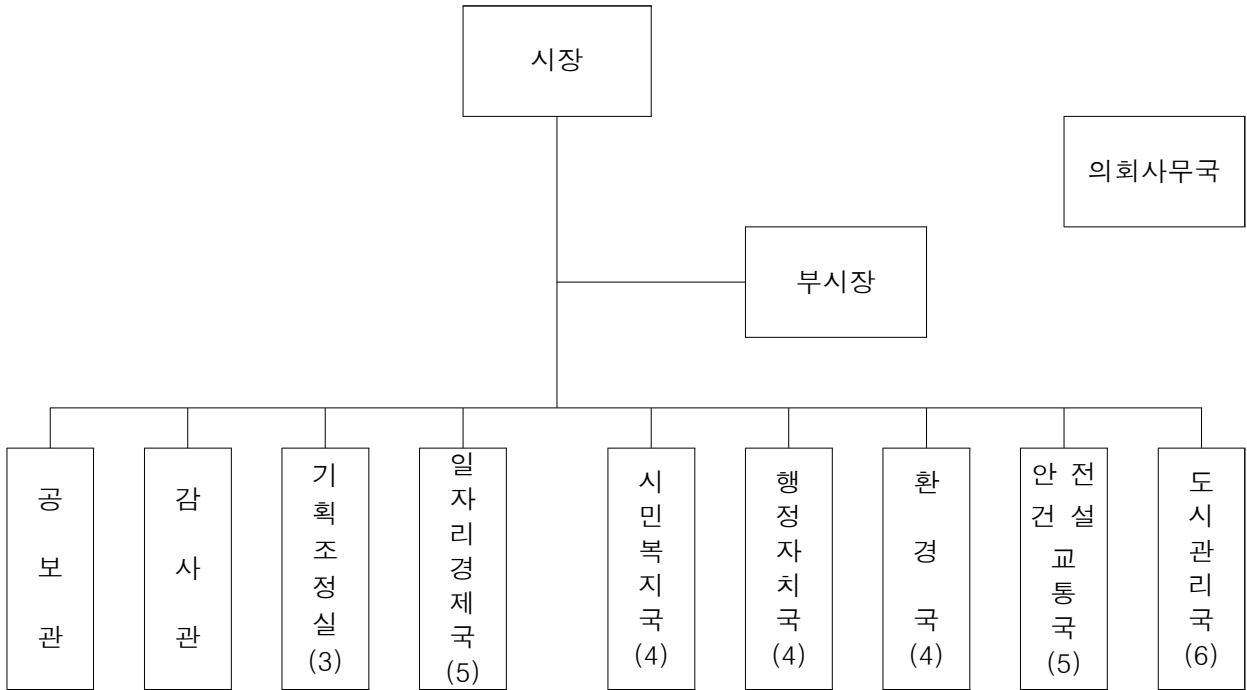 시장
의회사무국
부시장
공보관
감사관
기획조정실
(3)
일자리경제국
(5)
시민복지국
(4)
행정자치국
(4)
환경국
(4)
안전
건설
교통국
(5)
도시관리국
(6)